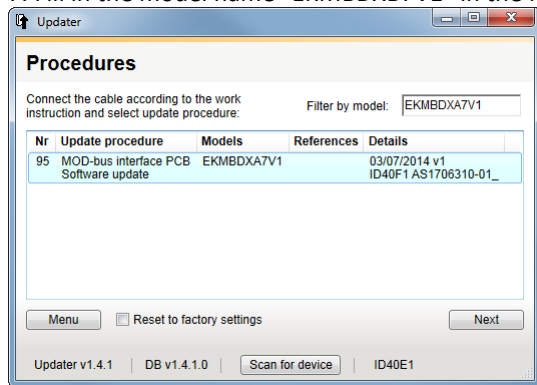 Updater
Procedures
Connect the cable according to the work
instruction and select update procedure:
Filter by model: EKMBDXA7V1
Nr Update procedure Models References Details
95 MOD-bus interface PCB EKMBDXA7V1 03/07/2014 v1
Software update ID40F1 AS1706310-01_
Menu Reset to factory settings Next
Updater v1.4.1 DB v1.4.1.0 Scan for device ID40E1